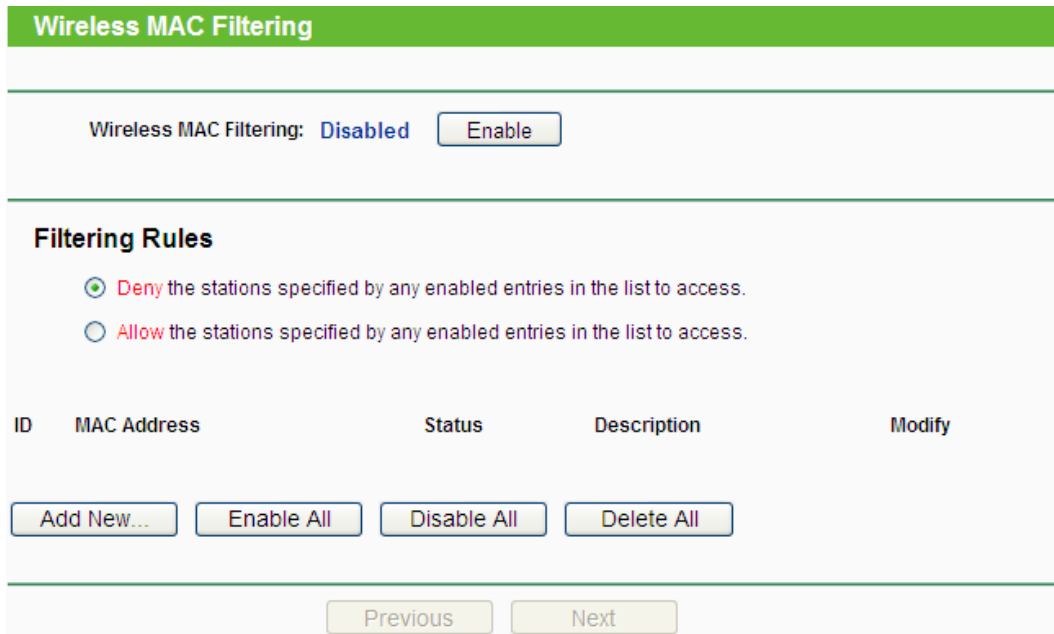 Wireless MAC Filtering
Wireless MAC Filtering: Disabled Enable
Filtering Rules
Deny the stations specified by any enabled entries in the list to access.
Allow the stations specified by any enabled entries in the list to access.
ID MAC Address Status Description Modify
Add New... Enable All Disable All Delete All
Previous Next